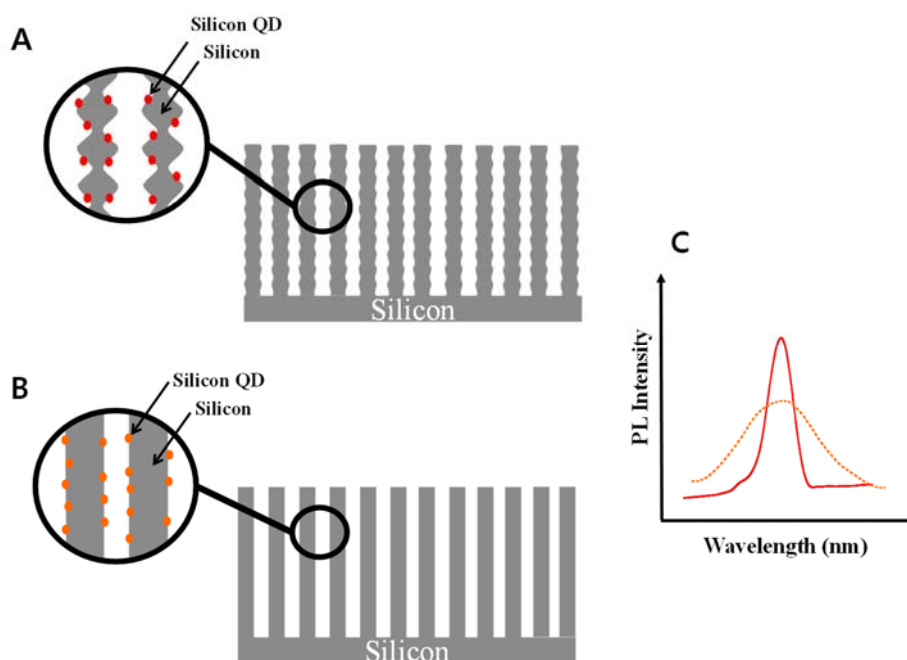 A
Silicon QD
Silicon
Silicon
B
Silicon QD
Silicon
Silicon
C
PL Intensity
Wavelength (nm)